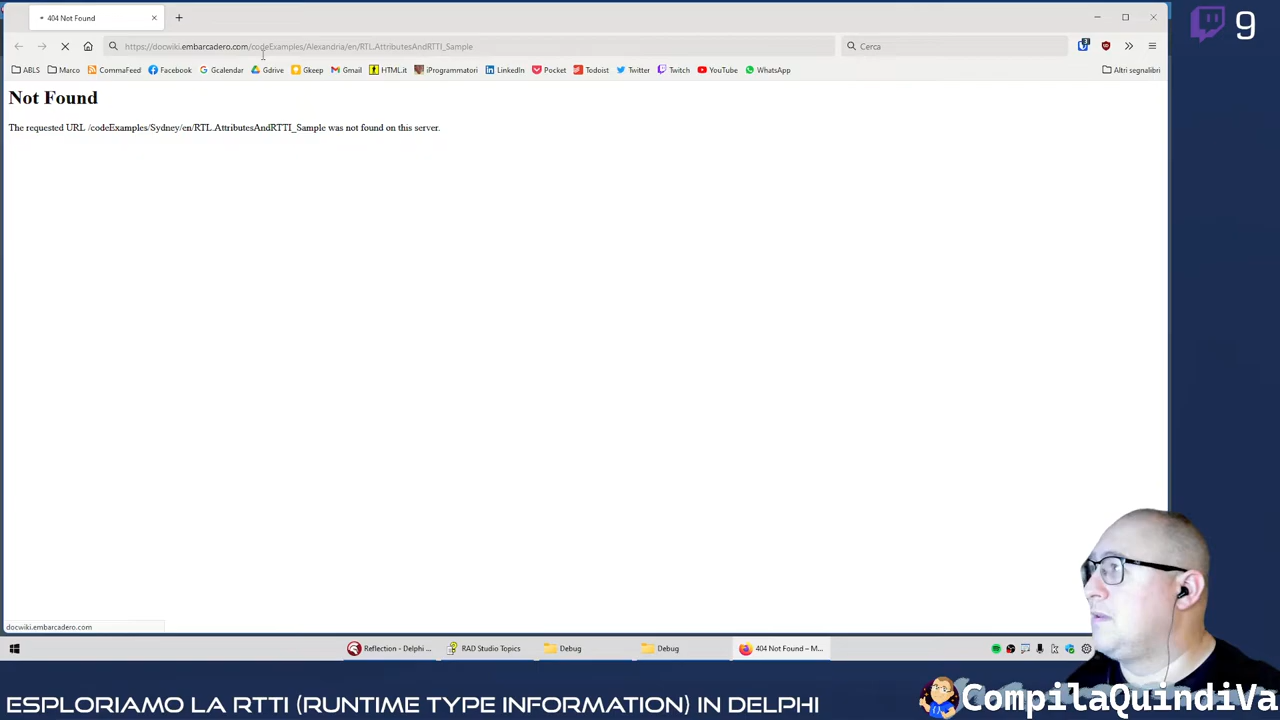 404 Not Found
9
https://docwiki.embarcadero.com/codeExamples/Alexandria/en/RTL.AttributesAndRTTI_Sample
Cerca
3
ABLS Marco CommaFeed Facebook Gcalendar Gdrive Gkeep Gmail HTML.it iProgrammatori LinkedIn Pocket Todoist Twitter Twitch YouTube WhatsApp Altri segnalibri
Not Found
The requested URL /codeExamples/Sydney/en/RTL.AttributesAndRTTI_Sample was not found on this server.
docwiki.embarcadero.com
Reflection - Delphi ... RAD Studio Topics Debug Debug 404 Not Found – M...
ESPLORIAMO LA RTTI (RUNTIME TYPE INFORMATION) IN DELPHI
CompilaQuindiVa